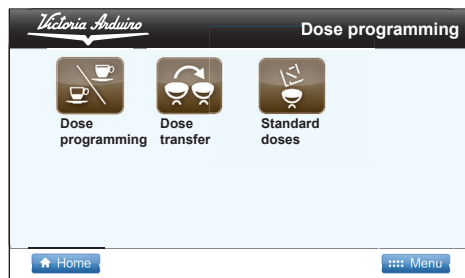 Victoria Arduino
Dose programming
Dose programming
Dose transfer
Standard doses
Home
Menu